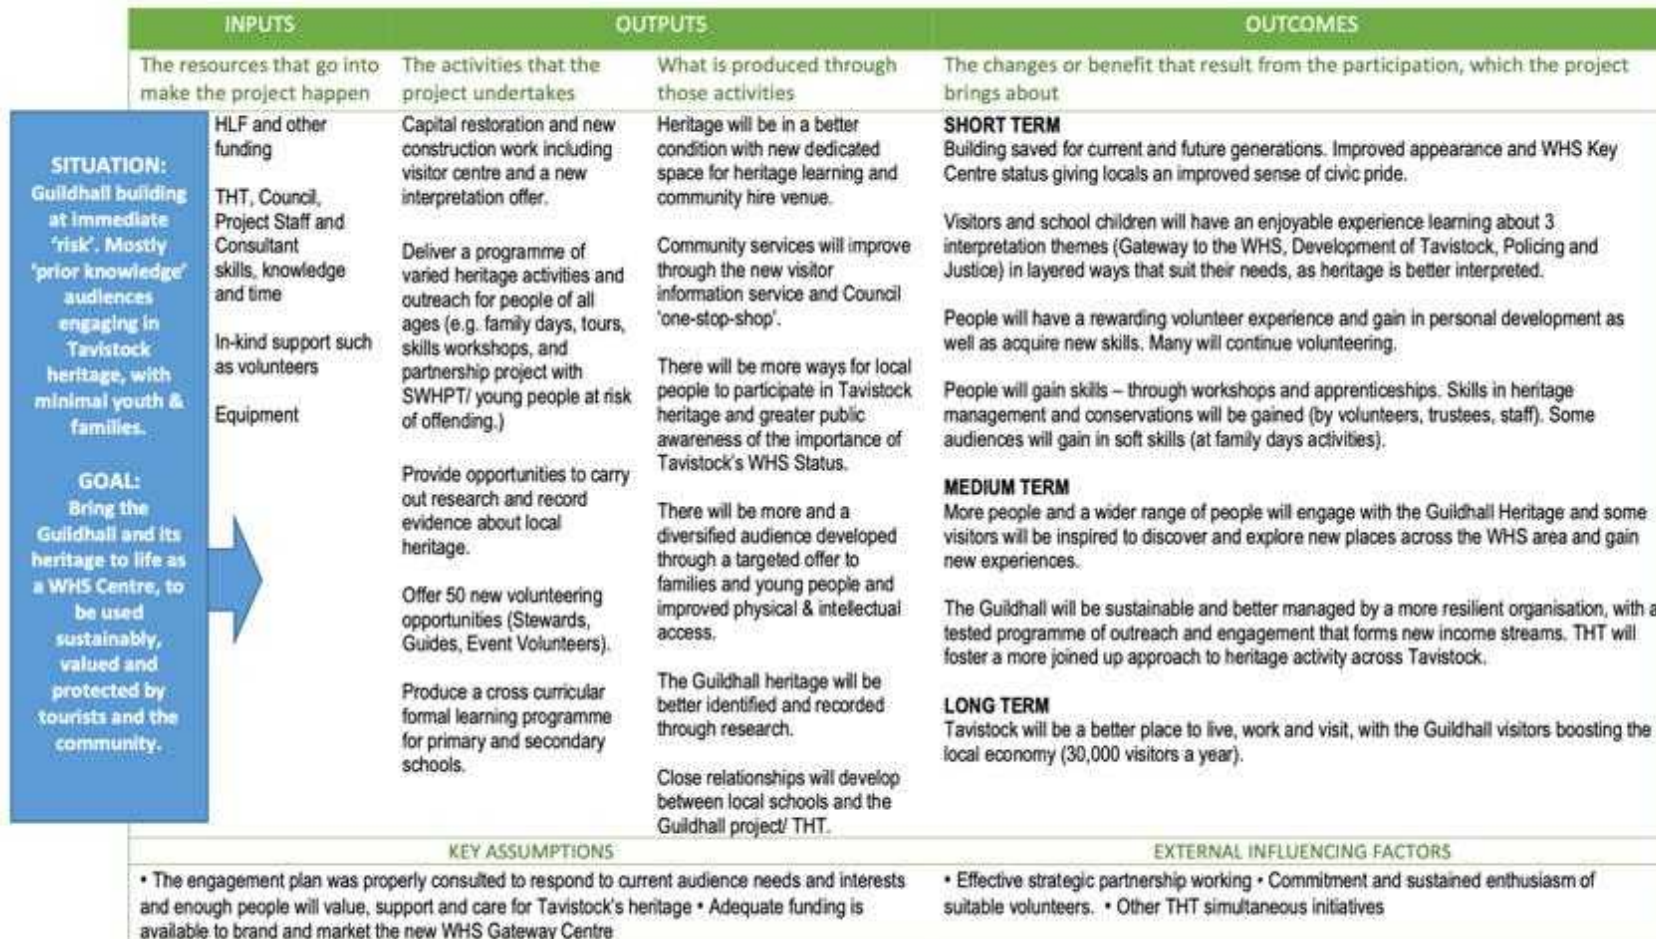 INPUTS
OUTPUTS
OUTCOMES
The resources that go into
make the project happen
The activities that the
project undertakes
What is produced through
those activities
The changes or benefit that result from the participation, which the project
brings about
SITUATION:
Guildhall building
at immediate
'risk'. Mostly
'prior knowledge'
audiences
engaging in
Tavistock
heritage, with
minimal youth &
families.
GOAL:
Bring the
Guildhall and its
heritage to life as
a WHS Centre, to
be used
sustainably,
valued and
protected by
tourists and the
community.
HLF and other
funding
THT, Council,
Project Staff and
Consultant
skills, knowledge
and time
In-kind support such
as volunteers
Equipment
Capital restoration and new
construction work including
visitor centre and a new
interpretation offer.
Deliver a programme of
varied heritage activities and
outreach for people of all
ages (e.g. family days, tours,
skills workshops, and
partnership project with
SWHPT/ young people at risk
of offending.)
Provide opportunities to carry
out research and record
evidence about local
heritage.
Offer 50 new volunteering
opportunities (Stewards,
Guides, Event Volunteers).
Produce a cross curricular
formal learning programme
for primary and secondary
schools.
Heritage will be in a better
condition with new dedicated
space for heritage learning and
community hire venue.
Community services will improve
through the new visitor
information service and Council
'one-stop-shop'.
There will be more ways for local
people to participate in Tavistock
heritage and greater public
awareness of the importance of
Tavistock's WHS Status.
There will be more and a
diversified audience developed
through a targeted offer to
families and young people and
improved physical & intellectual
access.
The Guildhall heritage will be
better identified and recorded
through research.
Close relationships will develop
between local schools and the
Guildhall project/ THT.
SHORT TERM
Building saved for current and future generations. Improved appearance and WHS Key
Centre status giving locals an improved sense of civic pride.
Visitors and school children will have an enjoyable experience learning about 3
interpretation themes (Gateway to the WHS, Development of Tavistock, Policing and
Justice) in layered ways that suit their needs, as heritage is better interpreted.
People will have a rewarding volunteer experience and gain in personal development as
well as acquire new skills. Many will continue volunteering.
People will gain skills – through workshops and apprenticeships. Skills in heritage
management and conservations will be gained (by volunteers, trustees, staff). Some
audiences will gain in soft skills (at family days activities).
MEDIUM TERM
More people and a wider range of people will engage with the Guildhall Heritage and some
visitors will be inspired to discover and explore new places across the WHS area and gain
new experiences.
The Guildhall will be sustainable and better managed by a more resilient organisation, with a
tested programme of outreach and engagement that forms new income streams. THT will
foster a more joined up approach to heritage activity across Tavistock.
LONG TERM
Tavistock will be a better place to live, work and visit, with the Guildhall visitors boosting the
local economy (30,000 visitors a year).
KEY ASSUMPTIONS
• The engagement plan was properly consulted to respond to current audience needs and interests
and enough people will value, support and care for Tavistock's heritage • Adequate funding is
available to brand and market the new WHS Gateway Centre
EXTERNAL INFLUENCING FACTORS
• Effective strategic partnership working • Commitment and sustained enthusiasm of
suitable volunteers. • Other THT simultaneous initiatives